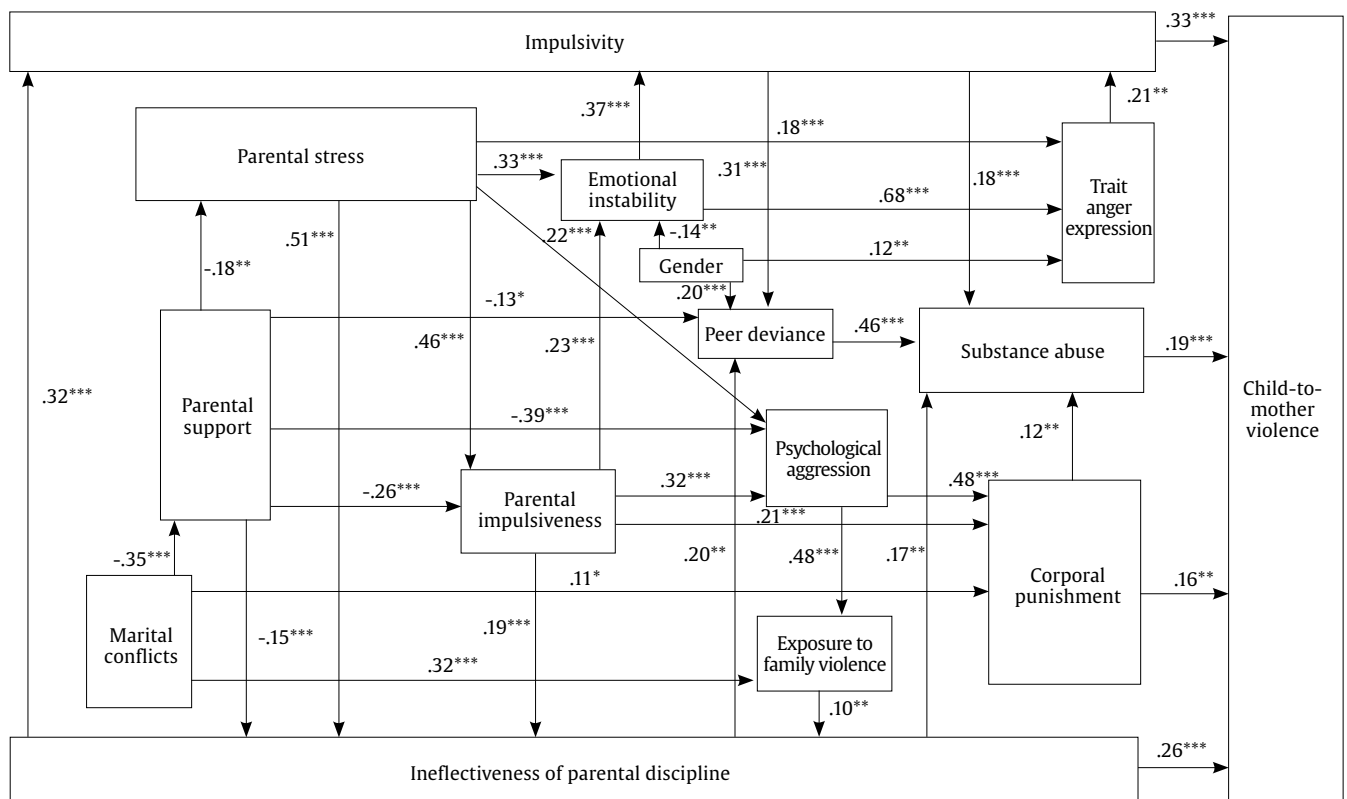 .33***
Impulsivity
.37***
.21**
Parental stress
.18***
.33***
Emotional
instability
.31***
.18***
Trait
anger
expression
.68***
.51***
.22***
-.14**
.12**
Gender
-.18**
.20***
-.13*
Peer deviance
.46***
Substance abuse
.19***
.46***
.23***
.32***
Parental
support
-.39***
Psychological
aggression
.12**
Child-to-
mother
violence
-.26***
Parental
impulsiveness
.32***
.48***
.21***
-.35***
.20**
.48***
.17**
.11*
Corporal
punishment
.16**
Marital
conflicts
-.15***
.19***
Exposure to
family violence
.32***
.10**
Ineflectiveness of parental discipline
.26***